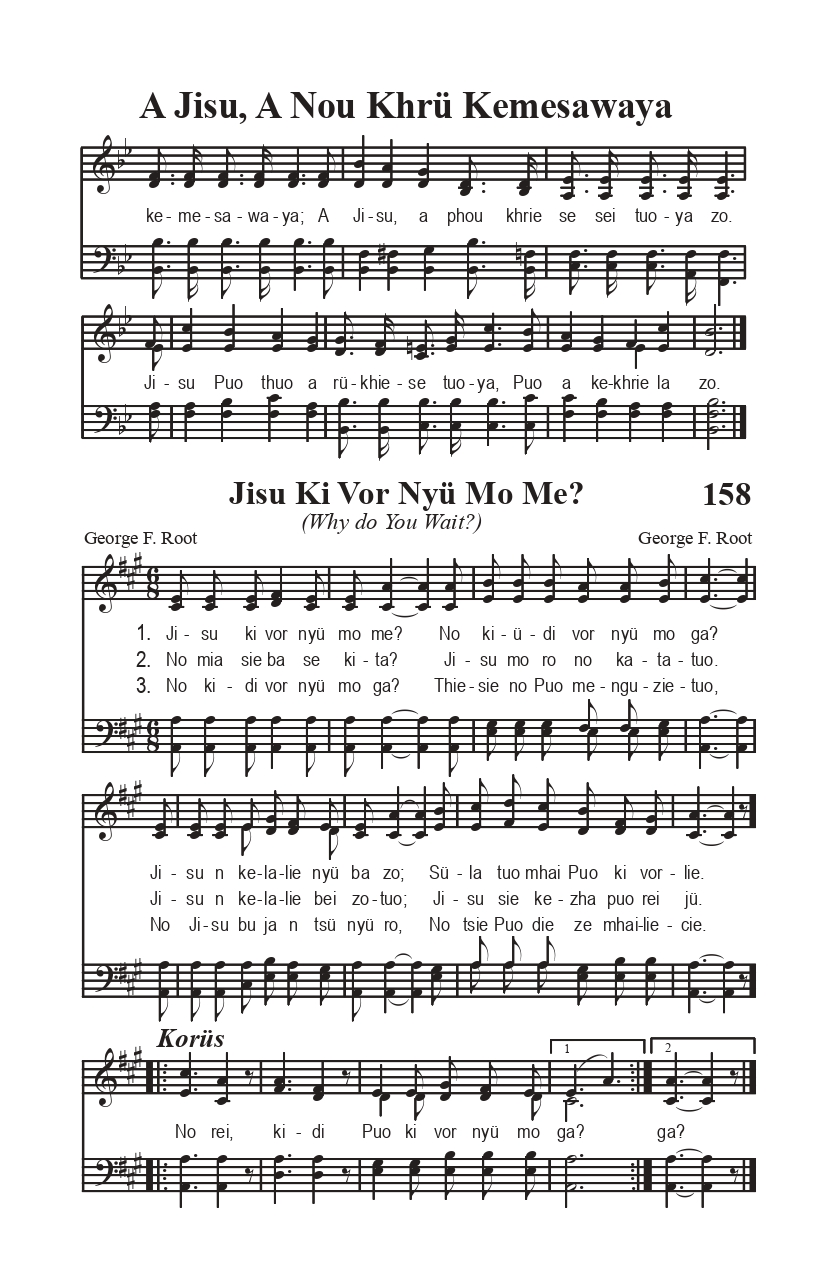 A Jisu, A Nou Khrü Kemesawaya
ke-me-sa-wa-ya; A Ji-su, a phou khrie se sei tuo-ya zo.
Ji-su Puo thuo a rü-khie-se tuo-ya, Puo a ke-khrie la zo.
Jisu Ki Vor Nyü Mo Me? 158
(Why do You Wait?)
George F. Root George F. Root
1. Ji-su ki vor nyü mo me? No ki-ü-di vor nyü mo ga?
2. No mia sie ba se ki-ta? Ji-su mo ro no ka-ta-tuo.
3. No ki-di vor nyü mo ga? Thie-sie no Puo me-ngu-zie-tuo,
Ji-su n ke-la-lie nyü ba zo; Sü-la tuo mhai Puo ki vor-lie.
Ji-su n ke-la-lie bei zo-tuo; Ji-su sie ke-zha puo rei jü.
No Ji-su bu ja n tsü nyü ro, No tsie Puo die ze mhai-lie-cie.
Korüs
1 2
No rei, ki-di Puo ki vor nyü mo ga? ga?